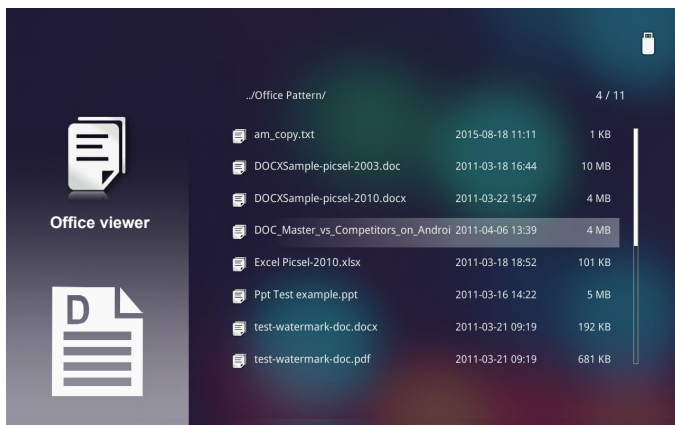 ../Office Pattern/ 4 / 11
am_copy.txt 2015-08-18 11:11 1 KB
DOCXSample-picsel-2003.doc 2011-03-18 16:44 10 MB
DOCXSample-picsel-2010.docx 2011-03-22 15:47 4 MB
Office viewer
DOC_Master_vs_Competitors_on_Androi 2011-04-06 13:39 4 MB
Excel Picsel-2010.xlsx 2011-03-18 18:52 101 KB
Ppt Test example.ppt 2011-03-16 14:22 5 MB
D
test-watermark-doc.docx 2011-03-21 09:19 192 KB
test-watermark-doc.pdf 2011-03-21 09:19 681 KB